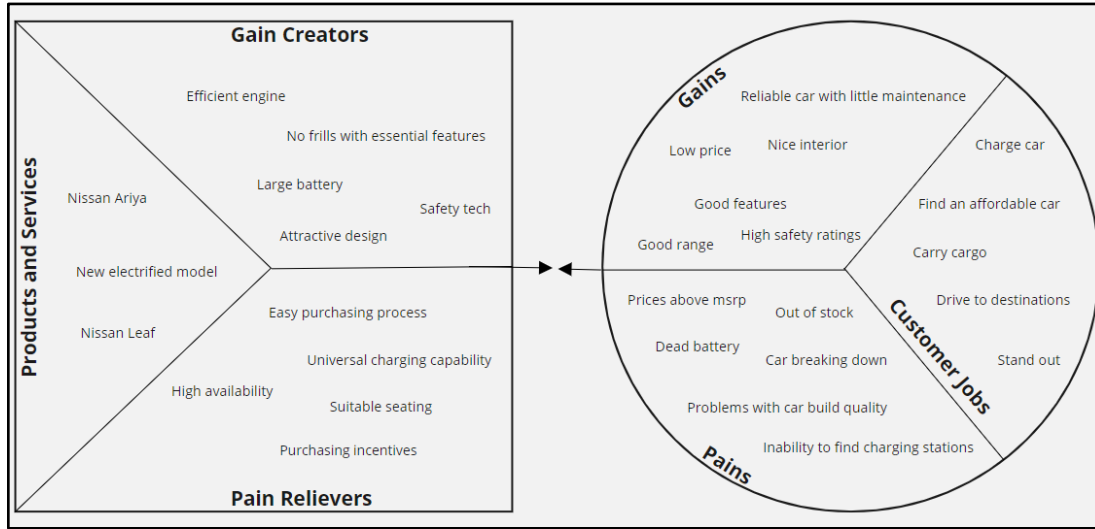 Gain Creators
Efficient engine
No frills with essential features
Large battery
Safety tech
Attractive design
Products and Services
Nissan Ariya
New electrified model
Nissan Leaf
Easy purchasing process
Universal charging capability
High availability
Suitable seating
Purchasing incentives
Pain Relievers
Gains
Reliable car with little maintenance
Low price
Nice interior
Good features
Good range
High safety ratings
Charge car
Find an affordable car
Carry cargo
Drive to destinations
Stand out
Customer Jobs
Prices above msrp
Out of stock
Dead battery
Car breaking down
Problems with car build quality
Inability to find charging stations
Pains